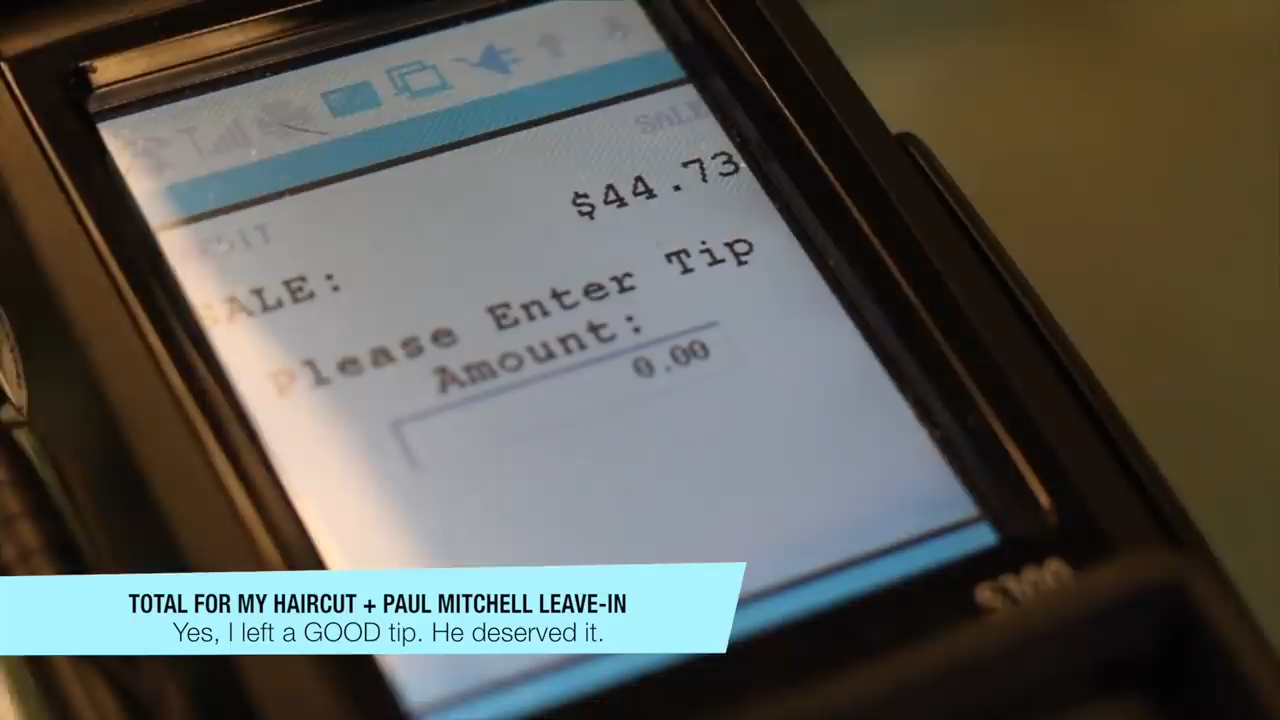 SALE
$44.73
SALE:
please Enter Tip
Amount:
0.00
TOTAL FOR MY HAIRCUT + PAUL MITCHELL LEAVE-IN
Yes, I left a GOOD tip. He deserved it.